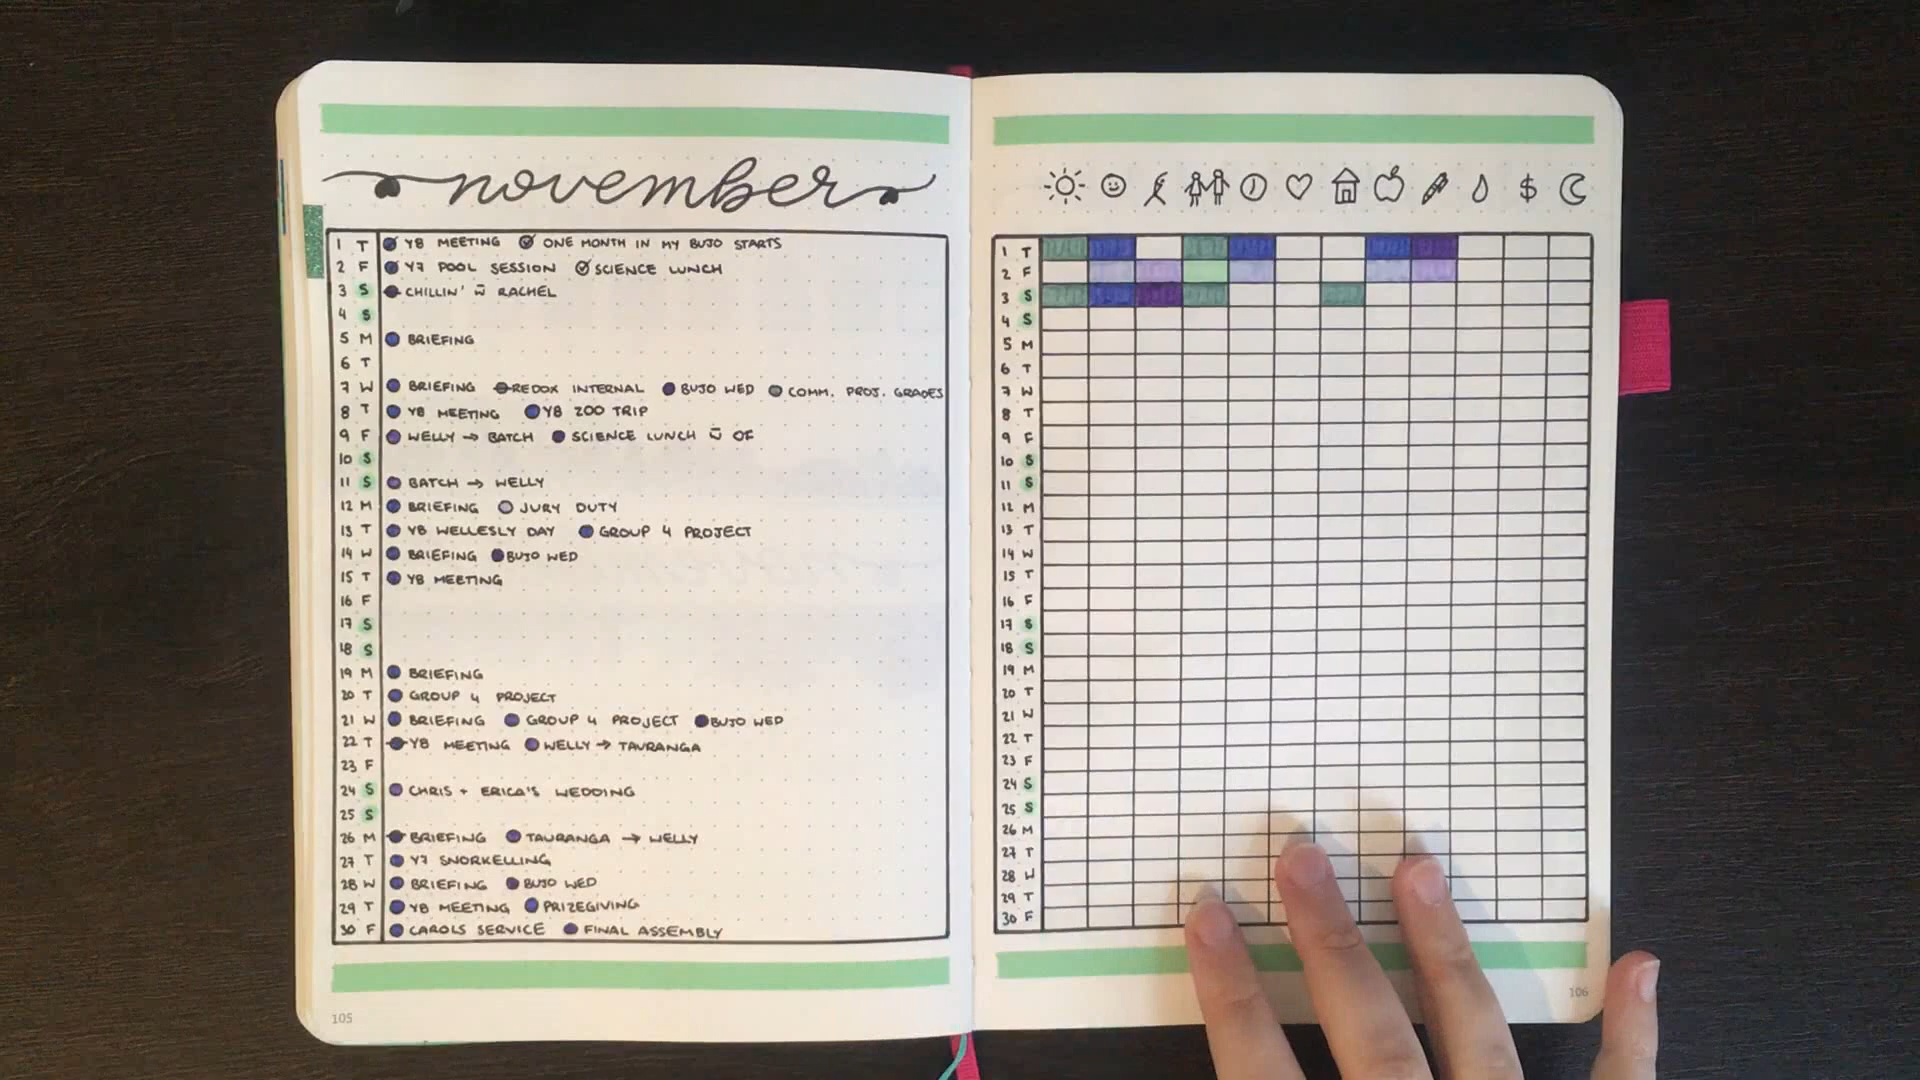 november
1 T Y8 MEETING ONE MONTH IN MY BUJO STARTS
2 F Y7 POOL SESSION SCIENCE LUNCH
3 S CHILLIN' RACHEL
4 S
5 M BRIEFING
6 T
7 W BRIEFING REDOX INTERNAL BUJO WED COMM. PROJ. GRADES
8 T Y8 MEETING Y8 ZOO TRIP
9 F WELLY → BATCH SCIENCE LUNCH OF
10 S
11 S BATCH → WELLY
12 M BRIEFING JURY DUTY
13 T Y8 WELLESLY DAY GROUP 4 PROJECT
14 W BRIEFING BUJO WED
15 T Y8 MEETING
16 F
17 S
18 S
19 M BRIEFING
20 T GROUP 4 PROJECT
21 W BRIEFING GROUP 4 PROJECT BUJO WED
22 T Y8 MEETING WELLY → TAURANGA
23 F
24 S CHRIS + ERICA'S WEDDING
25 S
26 M BRIEFING TAURANGA → WELLY
27 T Y7 SNORKELLING
28 W BRIEFING BUJO WED
29 T Y8 MEETING PRIZEGIVING
30 F CAROLS SERVICE FINAL ASSEMBLY
105
$
1 T
2 F
3 S
4 S
5 M
6 T
7 W
8 T
9 F
10 S
11 S
12 M
13 T
14 W
15 T
16 F
17 S
18 S
19 M
20 T
21 W
22 T
23 F
24 S
25 S
26 M
27 T
28 W
29 T
30 F
106